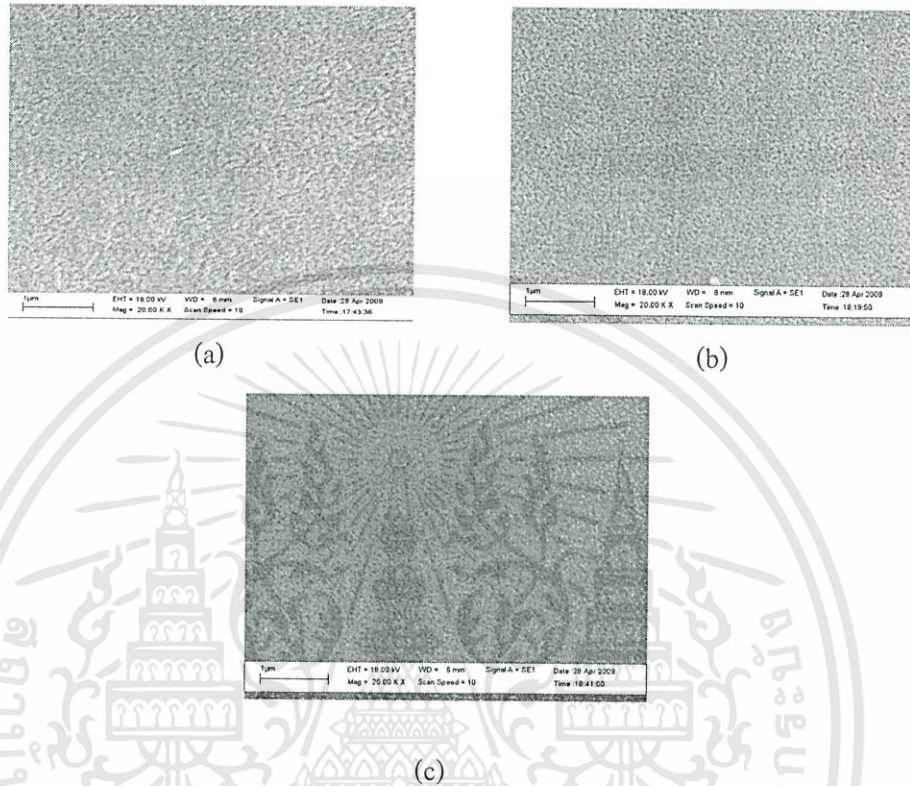 1μm EHT = 18.00 kV WD = 6 mm Signal A = SE1 Date :28 Apr 2009
Mag = 20.00 K X Scan Speed = 10 Time :17:43:36
(a)
1μm EHT = 18.00 kV WD = 6 mm Signal A = SE1 Date :28 Apr 2009
Mag = 20.00 K X Scan Speed = 10 Time :18:19:50
(b)
1μm EHT = 18.00 kV WD = 6 mm Signal A = SE1 Date :28 Apr 2009
Mag = 20.00 K X Scan Speed = 10 Time :18:41:00
(c)